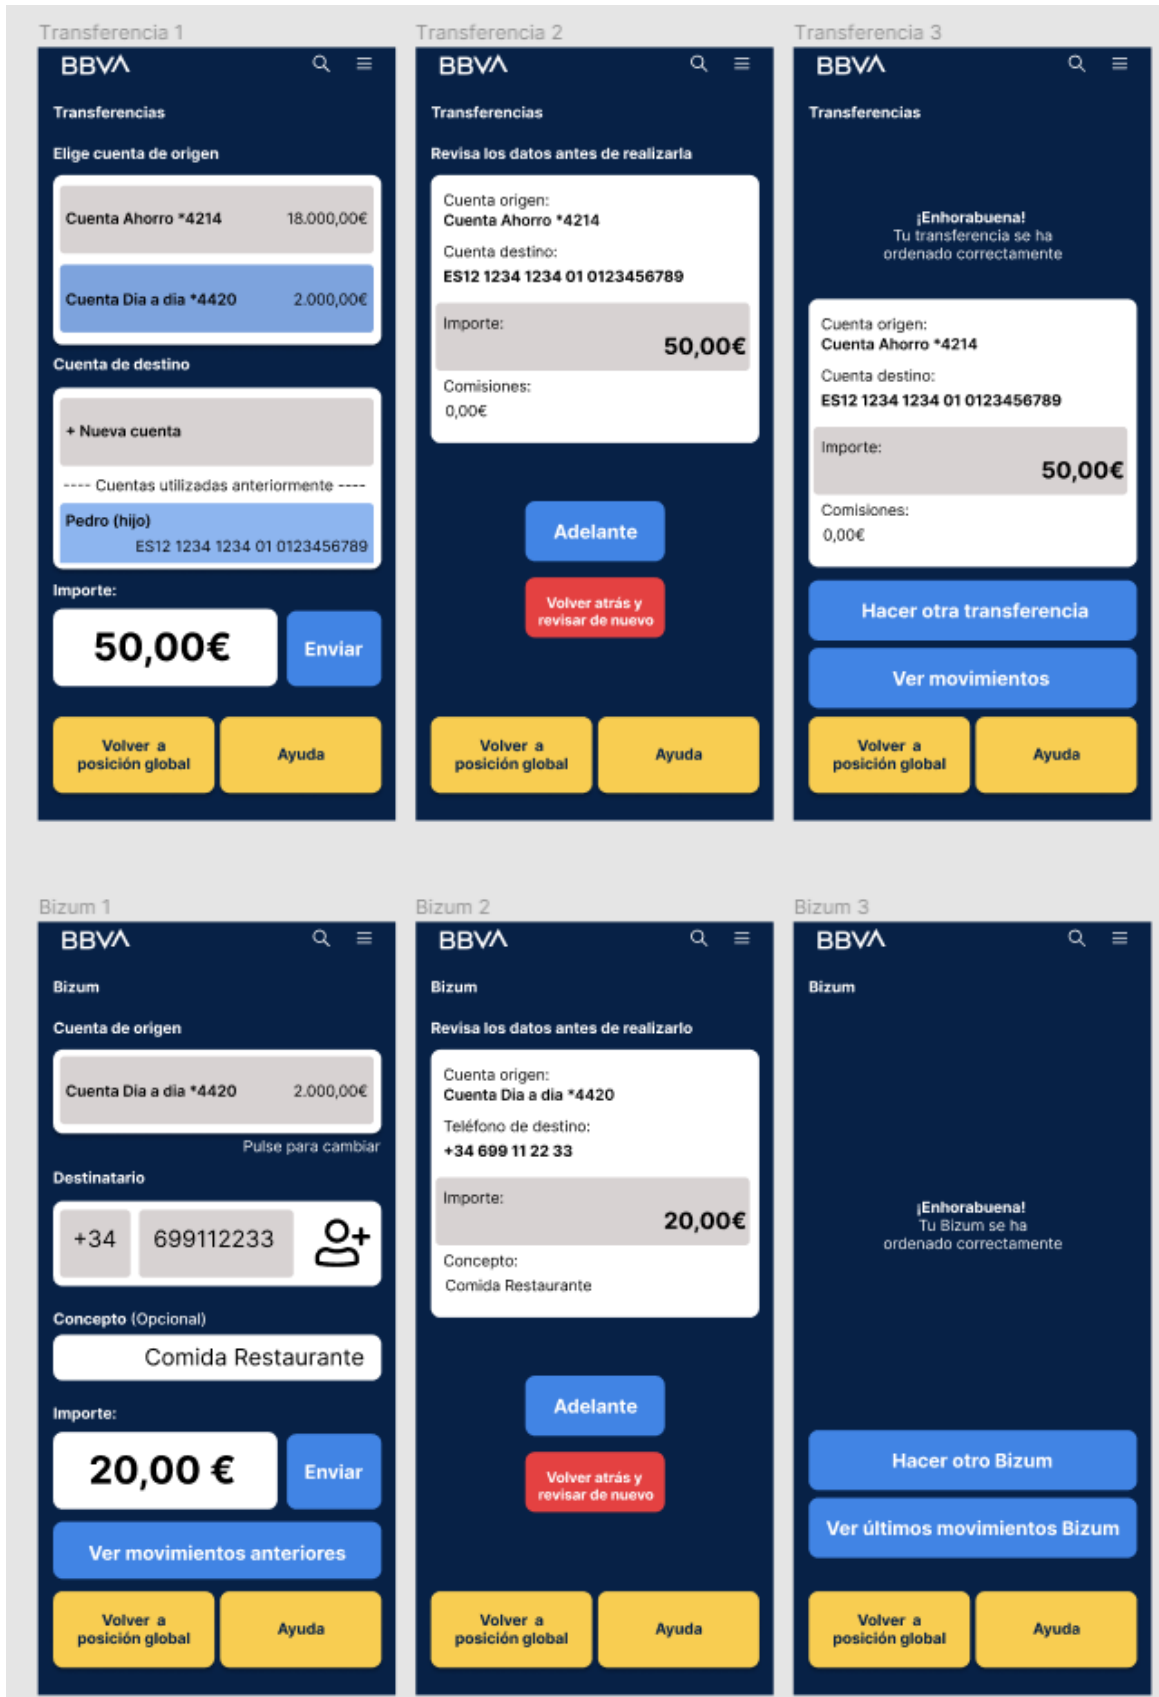 Transferencia 1
BBVA
Transferencias
Elige cuenta de origen
Cuenta Ahorro *4214 18.000,00€
Cuenta Dia a dia *4420 2.000,00€
Cuenta de destino
+ Nueva cuenta
---- Cuentas utilizadas anteriormente ----
Pedro (hijo)
ES12 1234 1234 01 0123456789
Importe:
50,00€ Enviar
Volver a
posición global
Ayuda
Transferencia 2
BBVA
Transferencias
Revisa los datos antes de realizarla
Cuenta origen:
Cuenta Ahorro *4214
Cuenta destino:
ES12 1234 1234 01 0123456789
Importe:
50,00€
Comisiones:
0,00€
Adelante
Volver atrás y
revisar de nuevo
Volver a
posición global
Ayuda
Transferencia 3
BBVA
Transferencias
¡Enhorabuena!
Tu transferencia se ha
ordenado correctamente
Cuenta origen:
Cuenta Ahorro *4214
Cuenta destino:
ES12 1234 1234 01 0123456789
Importe:
50,00€
Comisiones:
0,00€
Hacer otra transferencia
Ver movimientos
Volver a
posición global
Ayuda
Bizum 1
BBVA
Bizum
Cuenta de origen
Cuenta Dia a dia *4420 2.000,00€
Pulse para cambiar
Destinatario
+34 699112233
Concepto (Opcional)
Comida Restaurante
Importe:
20,00 € Enviar
Ver movimientos anteriores
Volver a
posición global
Ayuda
Bizum 2
BBVA
Bizum
Revisa los datos antes de realizarlo
Cuenta origen:
Cuenta Dia a dia *4420
Teléfono de destino:
+34 699 11 22 33
Importe:
20,00€
Concepto:
Comida Restaurante
Adelante
Volver atrás y
revisar de nuevo
Volver a
posición global
Ayuda
Bizum 3
BBVA
Bizum
¡Enhorabuena!
Tu Bizum se ha
ordenado correctamente
Hacer otro Bizum
Ver últimos movimientos Bizum
Volver a
posición global
Ayuda